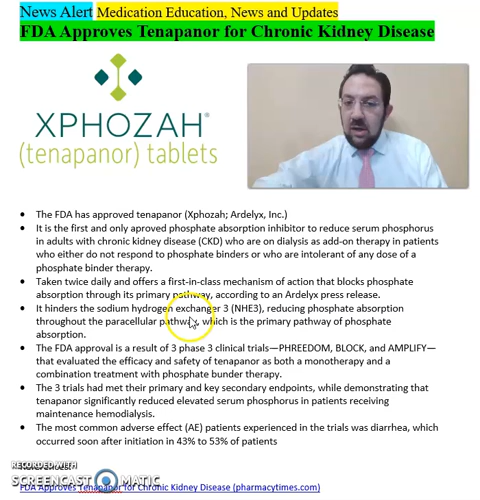 News Alert Medication Education, News and Updates
FDA Approves Tenapanor for Chronic Kidney Disease
XPHOZAH®
(tenapanor) tablets
• The FDA has approved tenapanor (Xphozah; Ardelyx, Inc.)
• It is the first and only aproved phosphate absorption inhibitor to reduce serum phosphorus
in adults with chronic kidney disease (CKD) who are on dialysis as add-on therapy in patients
who either do not respond to phosphate binders or who are intolerant of any dose of a
phosphate binder therapy.
• Taken twice daily and offers a first-in-class mechanism of action that blocks phosphate
absorption through its primary pathway, according to an Ardelyx press release.
• It hinders the sodium hydrogen exchanger 3 (NHE3), reducing phosphate absorption
throughout the paracellular pathway, which is the primary pathway of phosphate
absorption.
• The FDA approval is a result of 3 phase 3 clinical trials—PHREEDOM, BLOCK, and AMPLIFY—
that evaluated the efficacy and safety of tenapanor as both a monotherapy and a
combination treatment with phosphate bunder therapy.
• The 3 trials had met their primary and key secondary endpoints, while demonstrating that
tenapanor significantly reduced elevated serum phosphorus in patients receiving
maintenance hemodialysis.
• The most common adverse effect (AE) patients experienced in the trials was diarrhea, which
occurred soon after initiation in 43% to 53% of patients
RECORDED WITH
SCREENCAST MATIC
FDA Approves Tenapanor for Chronic Kidney Disease (pharmacytimes.com)